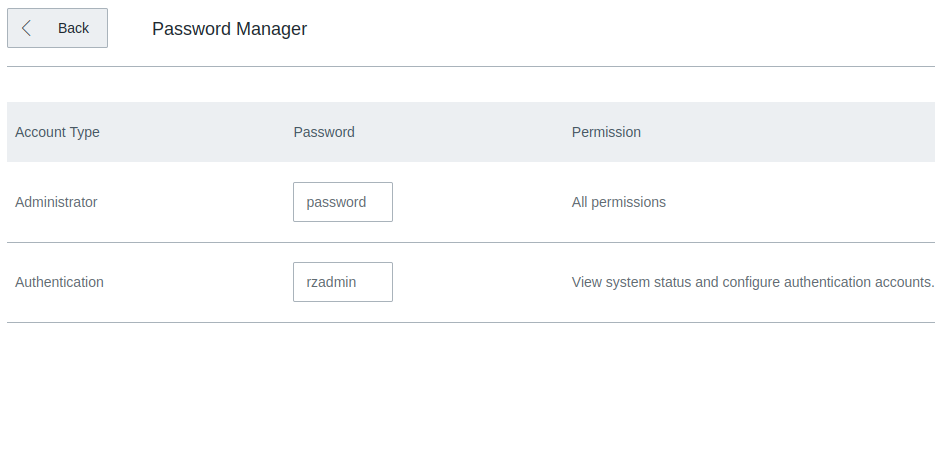 Back
Password Manager
Account Type Password Permission
Administrator password All permissions
Authentication rzadmin View system status and configure authentication accounts.